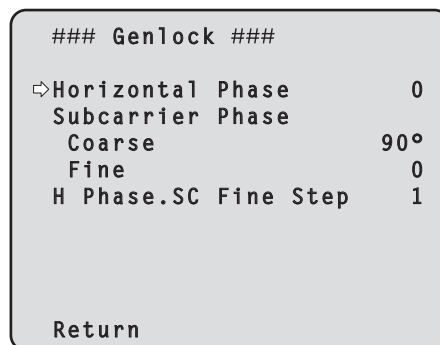 ### Genlock ###
⇨Horizontal Phase 0
Subcarrier Phase
Coarse 90°
Fine 0
H Phase.SC Fine Step 1
Return